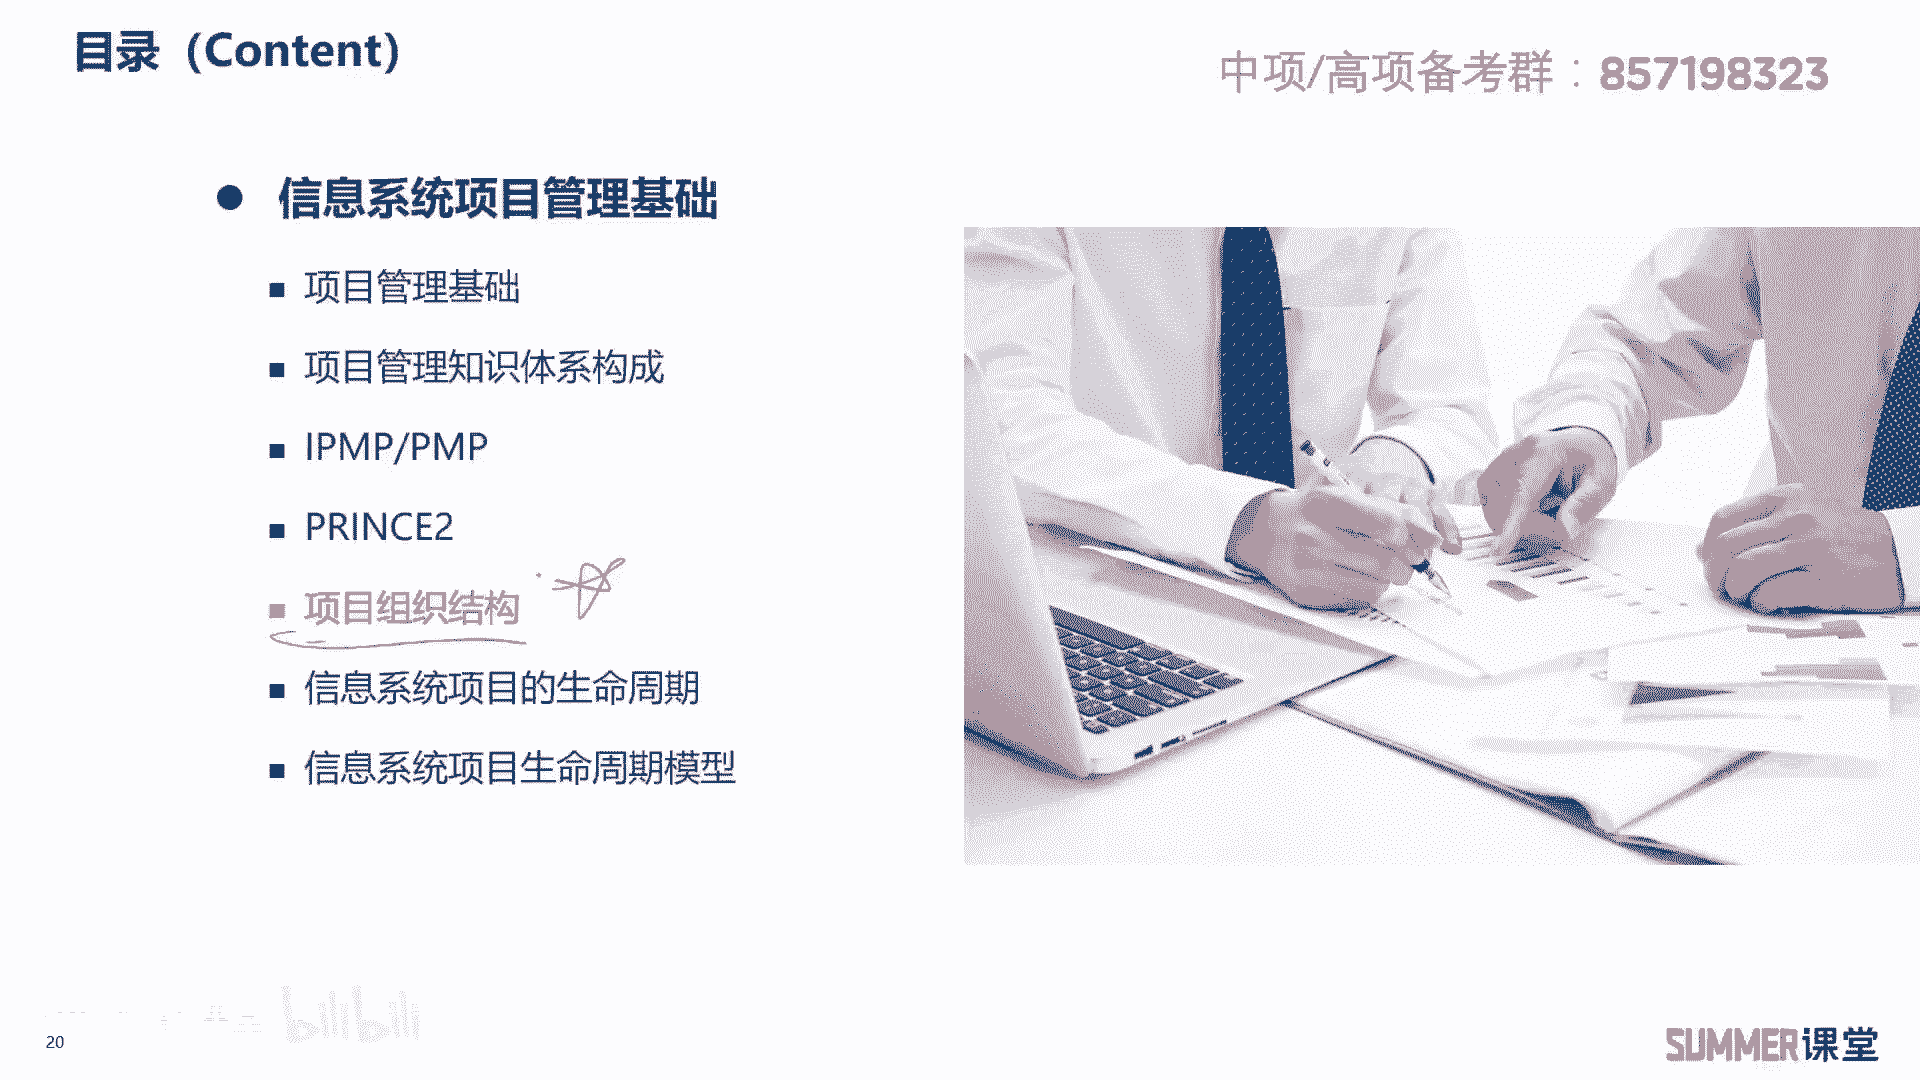 目录（Content）
中项/高项备考群：857198323
● 信息系统项目管理基础
■ 项目管理基础
■ 项目管理知识体系构成
■ IPMP/PMP
■ PRINCE2
■ 项目组织结构
■ 信息系统项目的生命周期
■ 信息系统项目生命周期模型
bilibili
20
SUMMER课堂